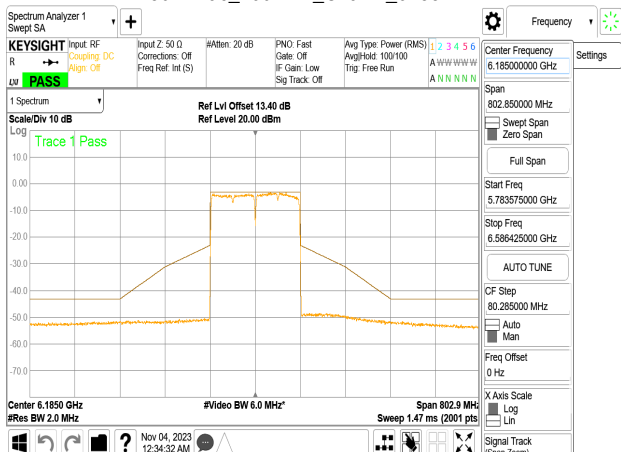 Spectrum Analyzer 1
Swept SA
Frequency
KEYSIGHT
R
LXI
PASS
Input: RF
Coupling: DC
Align: Off
Input Z: 50 Ω
Corrections: Off
Freq Ref: Int (S)
#Atten: 20 dB
PNO: Fast
Gate: Off
IF Gain: Low
Sig Track: Off
Avg Type: Power (RMS)
Avg|Hold: 100/100
Trig: Free Run
1 2 3 4 5 6
A W W W W W
A N N N N N
1 Spectrum
Scale/Div 10 dB
Ref Lvl Offset 13.40 dB
Ref Level 20.00 dBm
Log
Trace 1 Pass
10.0
0.00
-10.0
-20.0
-30.0
-40.0
-50.0
-60.0
-70.0
Center 6.1850 GHz
#Res BW 2.0 MHz
#Video BW 6.0 MHz*
Span 802.9 MHz
Sweep 1.47 ms (2001 pts)
Nov 04, 2023
12:34:32 AM
Center Frequency
6.185000000 GHz
Settings
Span
802.850000 MHz
Swept Span
Zero Span
Full Span
Start Freq
5.783575000 GHz
Stop Freq
6.586425000 GHz
AUTO TUNE
CF Step
80.285000 MHz
Auto
Man
Freq Offset
0 Hz
X Axis Scale
Log
Lin
Signal Track